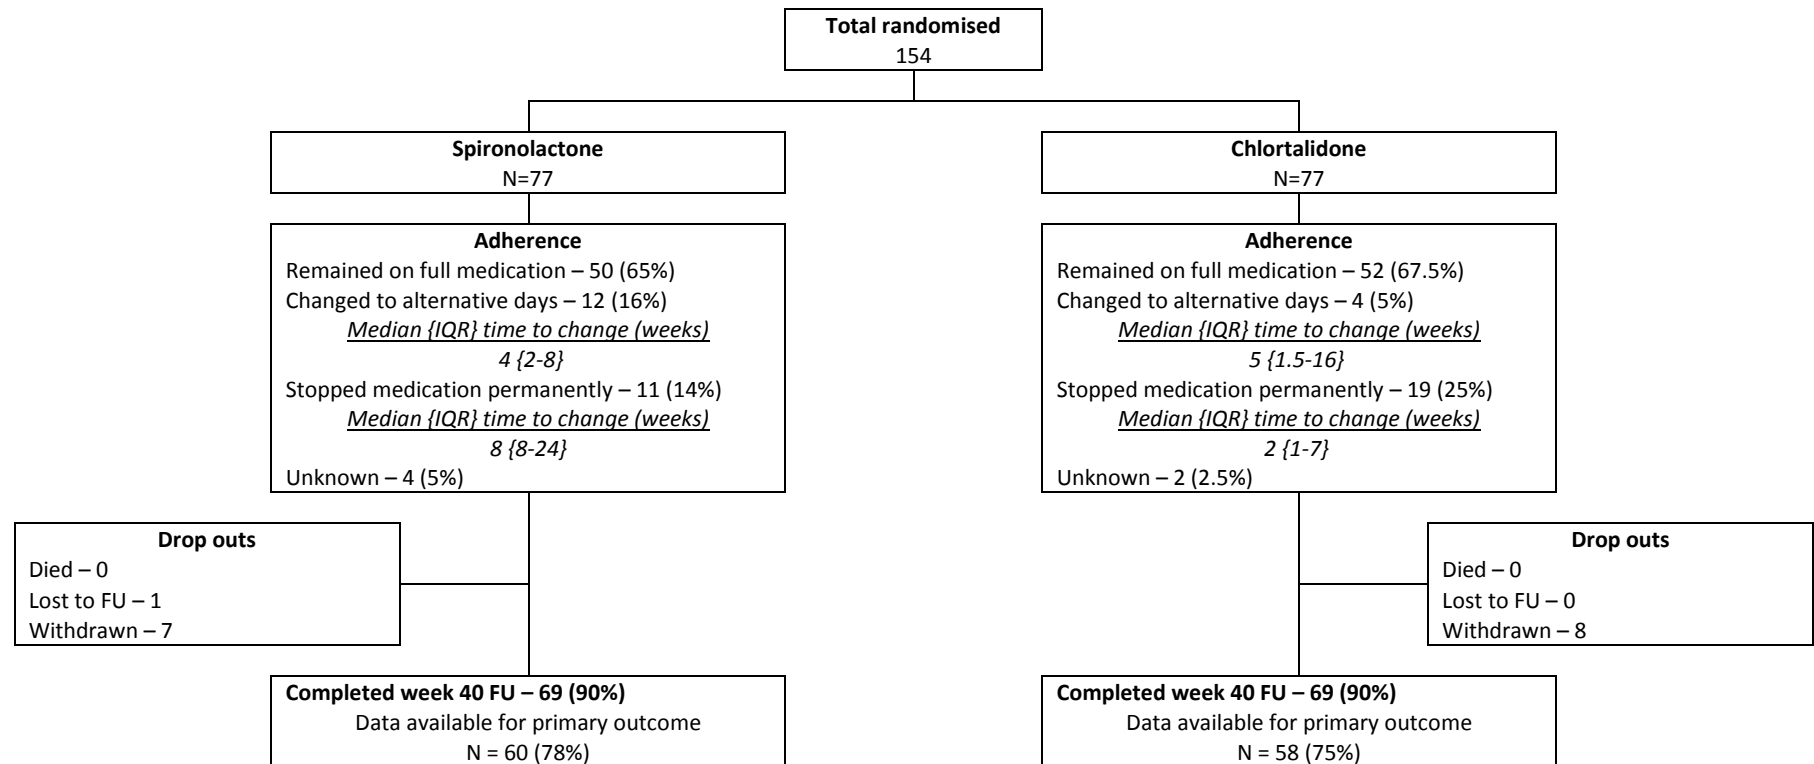 Total randomised
154
Spironolactone
N=77
Chlortalidone
N=77
Adherence
Remained on full medication – 50 (65%)
Changed to alternative days – 12 (16%)
Median {IQR} time to change (weeks)
4 {2-8}
Stopped medication permanently – 11 (14%)
Median {IQR} time to change (weeks)
8 {8-24}
Unknown – 4 (5%)
Adherence
Remained on full medication – 52 (67.5%)
Changed to alternative days – 4 (5%)
Median {IQR} time to change (weeks)
5 {1.5-16}
Stopped medication permanently – 19 (25%)
Median {IQR} time to change (weeks)
2 {1-7}
Unknown – 2 (2.5%)
Drop outs
Died – 0
Lost to FU – 1
Withdrawn – 7
Drop outs
Died – 0
Lost to FU – 0
Withdrawn – 8
Completed week 40 FU – 69 (90%)
Data available for primary outcome
N = 60 (78%)
Completed week 40 FU – 69 (90%)
Data available for primary outcome
N = 58 (75%)